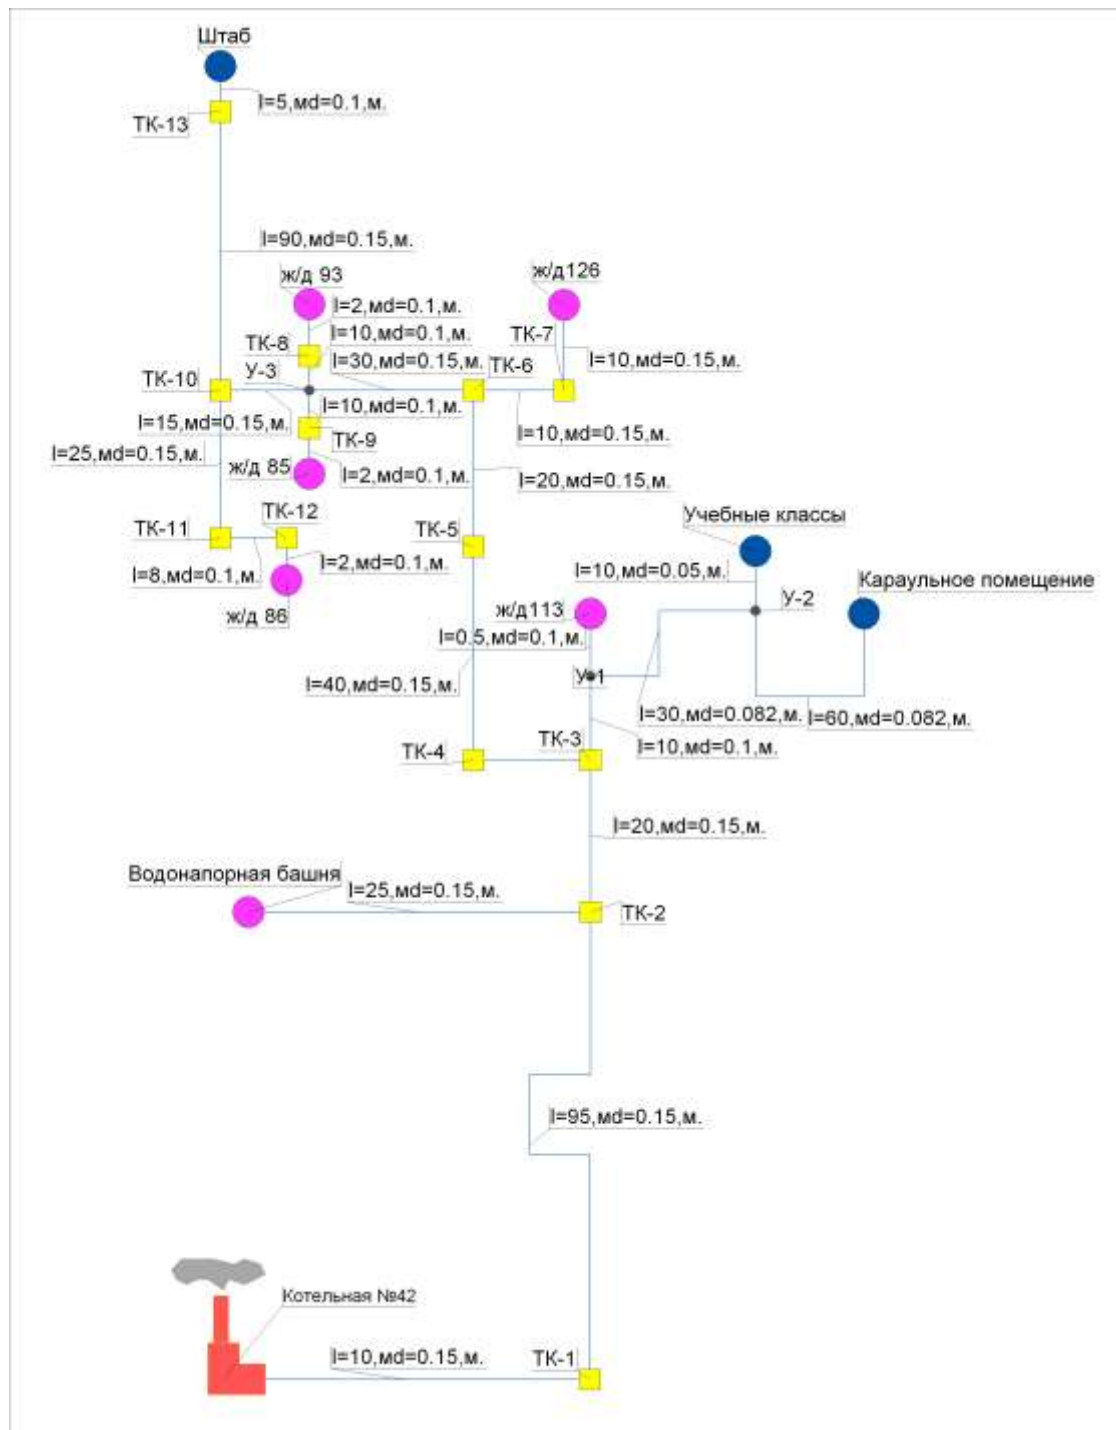 Штаб
l=5,мd=0.1,м.
ТК-13
l=90,мd=0.15,м.
ж/д 93
ж/д126
l=2,мd=0.1,м.
l=10,мd=0.1,м.
ТК-8
ТК-7
l=30,мd=0.15,м.
ТК-6
l=10,мd=0.15,м.
У-3
ТК-10
l=10,мd=0.1,м.
l=15,мd=0.15,м.
l=10,мd=0.15,м.
ТК-9
l=25,мd=0.15,м.
ж/д 85
l=2,мd=0.1,м.
l=20,мd=0.15,м.
ТК-12
Учебные классы
ТК-11
ТК-5
l=8,мd=0.1,м.
l=2,мd=0.1,м.
l=10,мd=0.05,м.
Караульное помещение
У-2
ж/д 86
ж/д113
l=0.5,мd=0.1,м.
У-1
l=40,мd=0.15,м.
l=30,мd=0.082,м.
l=60,мd=0.082,м.
ТК-4
ТК-3
l=10,мd=0.1,м.
l=20,мd=0.15,м.
Водонапорная башня
l=25,мd=0.15,м.
ТК-2
l=95,мd=0.15,м.
Котельная №42
l=10,мd=0.15,м.
ТК-1